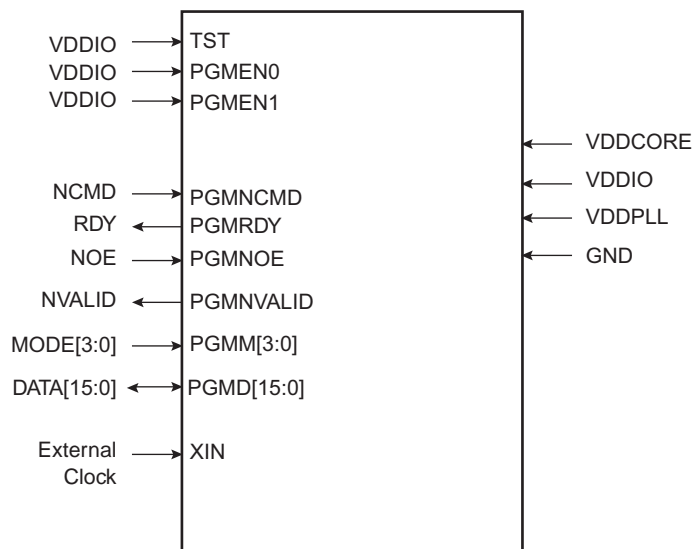 VDDIO TST
VDDIO PGMEN0
VDDIO PGMEN1
VDDCORE
VDDIO
NCMD PGMNCMD
VDDPLL
RDY PGMRDY
NOE PGMNOE
GND
NVALID PGMNVALID
MODE[3:0] PGMM[3:0]
DATA[15:0] PGMD[15:0]
External XIN
Clock